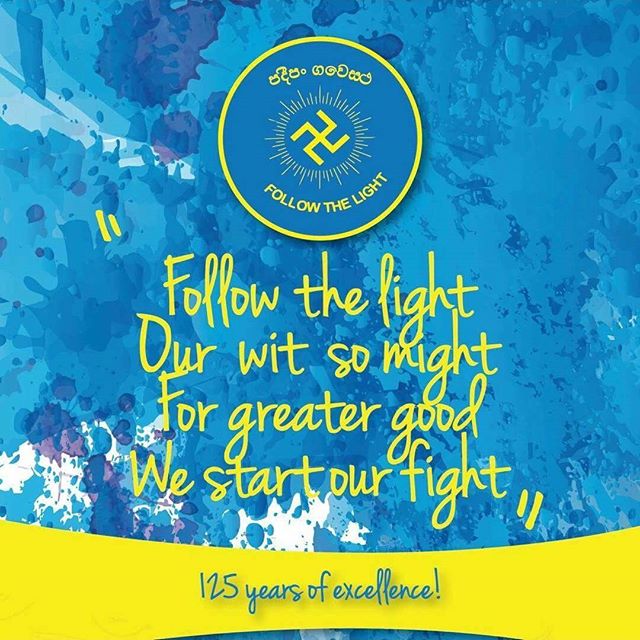 පදීපං ගවෙසථ
FOLLOW THE LIGHT
"Follow the light
Our wit so might
For greater good
We start our fight"
125 years of excellence!